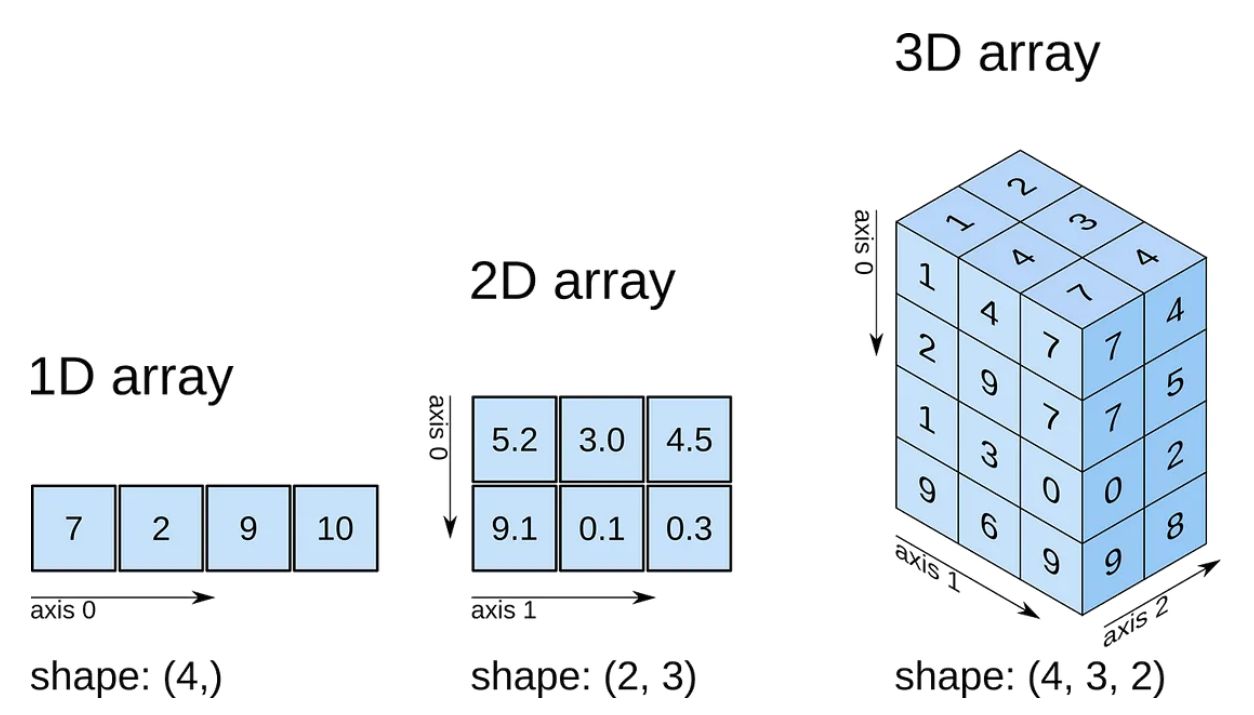 1D array
7 2 9 10
axis 0
shape: (4,)
2D array
axis 0
5.2 3.0 4.5
9.1 0.1 0.3
axis 1
shape: (2, 3)
3D array
axis 0
2
1 3
4 4
7
1 4 7 7 4
2 9 7 7 5
1 3 0 0 2
9 6 9 9 8
axis 1
axis 2
shape: (4, 3, 2)